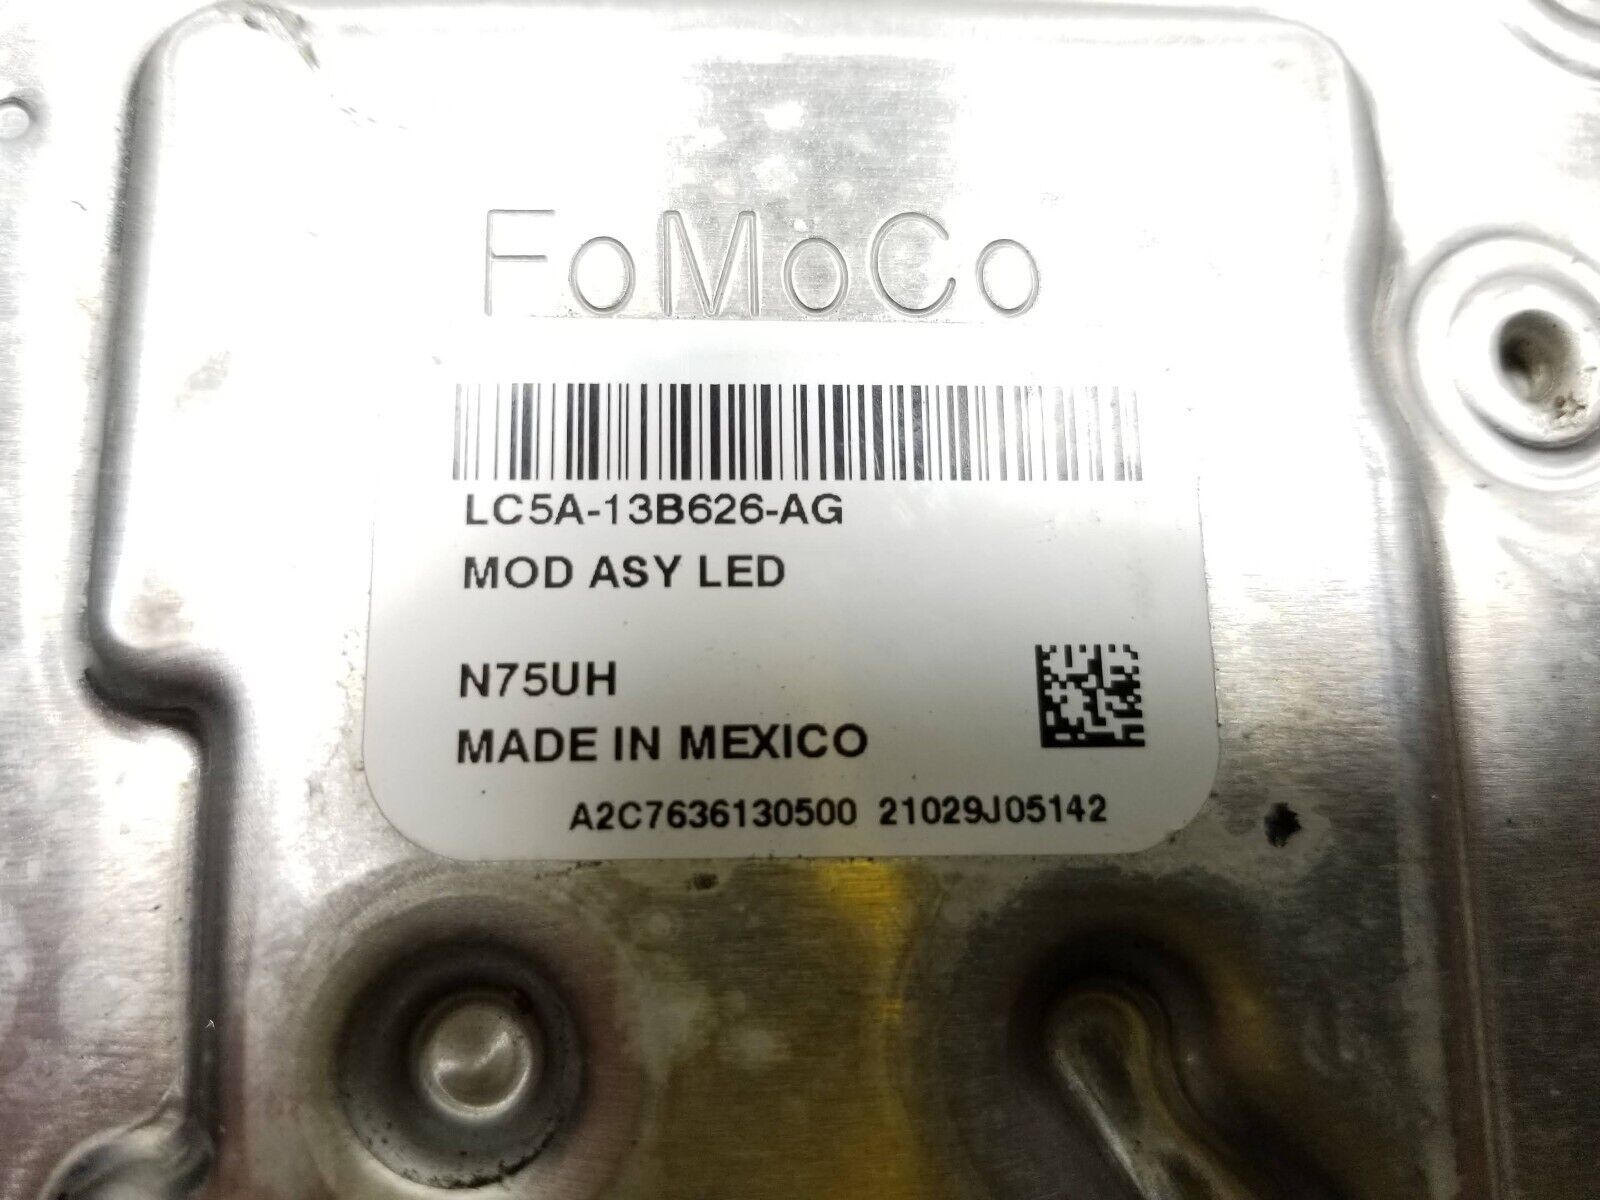 FoMoCo
LC5A-13B626-AG
MOD ASY LED
N75UH
MADE IN MEXICO
A2C7636130500 21029J05142